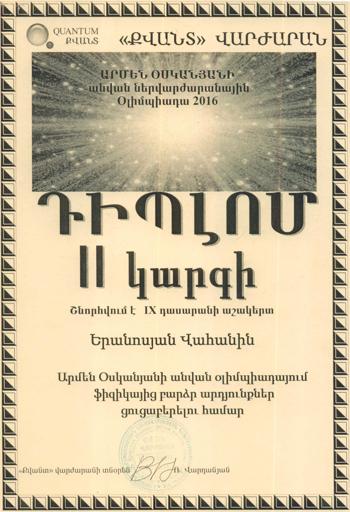 QUANTUM
ՔՎԱՆՏ
«ՔՎԱՆՏ» ՎԱՐԺԱՐԱՆ
ԱՐՄԵՆ ՕՍԿԱՆՅԱՆԻ
անվան ներվարժարանային
Օլիմպիադա 2016
ԴԻՊԼՈՄ
II կարգի
Շնորհվում է IX դասարանի աշակերտ
Երանոսյան Վահանին
Արմեն Օսկանյանի անվան օլիմպիադայում
ֆիզիկայից բարձր արդյունքներ
ցուցաբերելու համար
«Քվանտ» վարժարանի տնօրեն
Վարդանյան